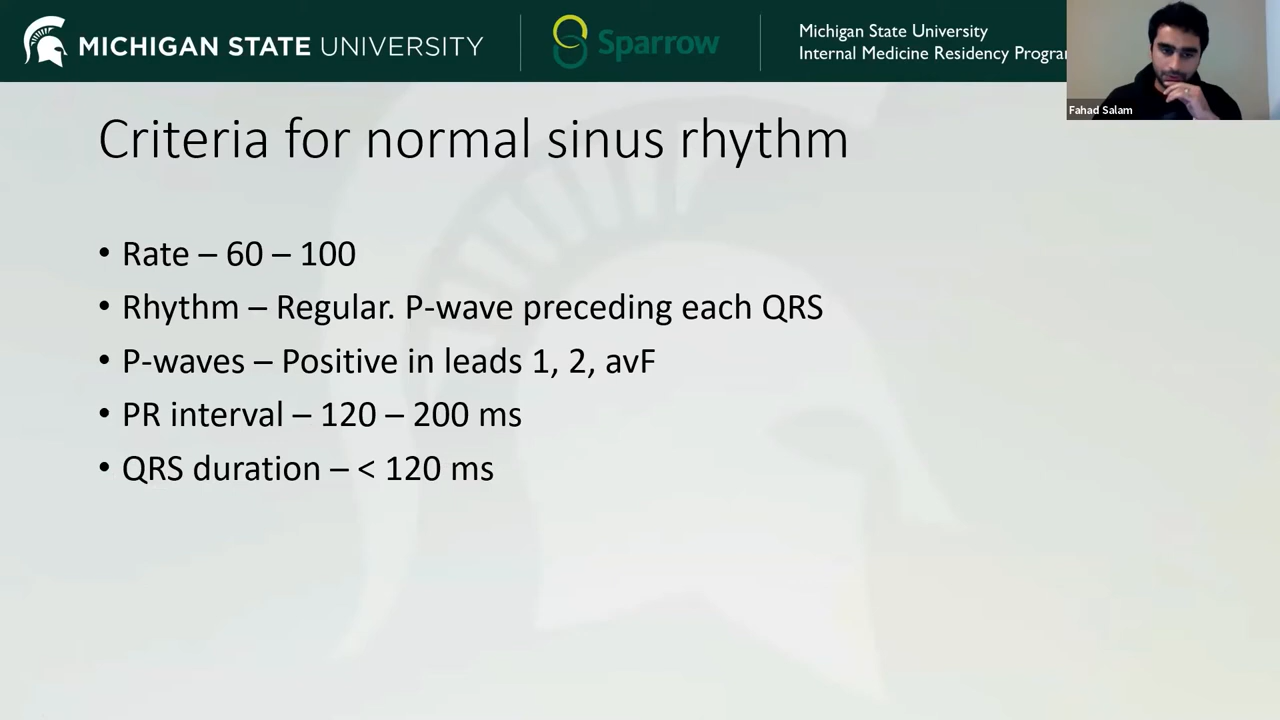 MICHIGAN STATE UNIVERSITY
Sparrow
Michigan State University
Internal Medicine Residency Progra
Fahad Salam
Criteria for normal sinus rhythm
• Rate – 60 – 100
• Rhythm – Regular. P-wave preceding each QRS
• P-waves – Positive in leads 1, 2, avF
• PR interval – 120 – 200 ms
• QRS duration – < 120 ms